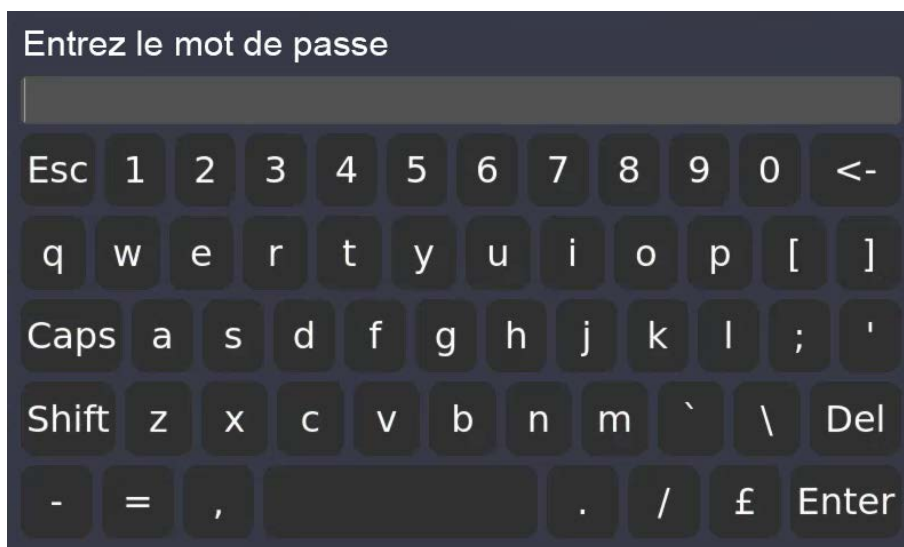 Entrez le mot de passe
Esc 1 2 3 4 5 6 7 8 9 0 <-
q w e r t y u i o p [ ]
Caps a s d f g h j k l ; '
Shift z x c v b n m ` \ Del
- = , . / £ Enter